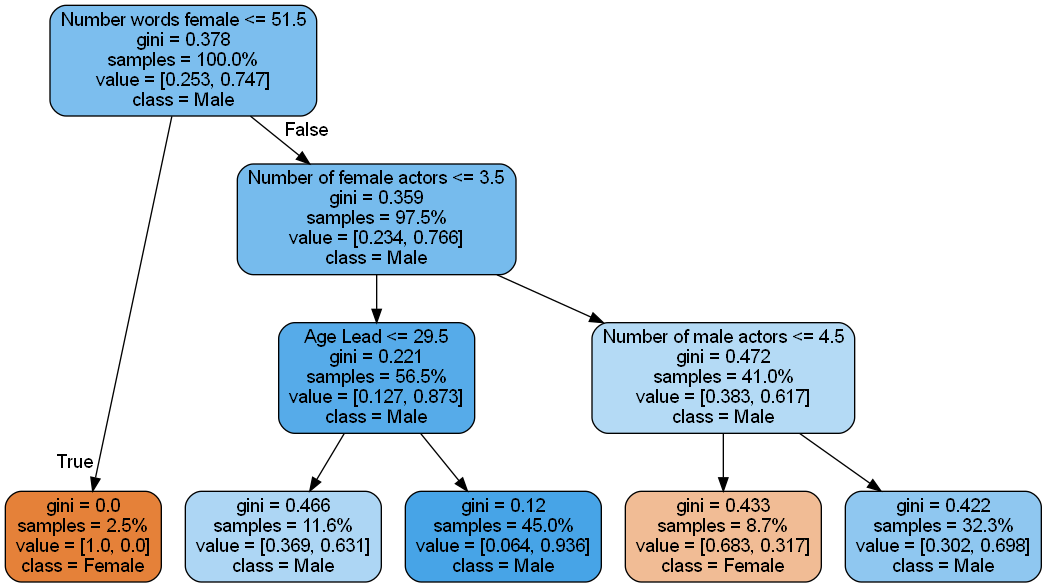 Number words female <= 51.5
gini = 0.378
samples = 100.0%
value = [0.253, 0.747]
class = Male
False
Number of female actors <= 3.5
gini = 0.359
samples = 97.5%
value = [0.234, 0.766]
class = Male
Age Lead <= 29.5
gini = 0.221
samples = 56.5%
value = [0.127, 0.873]
class = Male
Number of male actors <= 4.5
gini = 0.472
samples = 41.0%
value = [0.383, 0.617]
class = Male
True
gini = 0.0
samples = 2.5%
value = [1.0, 0.0]
class = Female
gini = 0.466
samples = 11.6%
value = [0.369, 0.631]
class = Male
gini = 0.12
samples = 45.0%
value = [0.064, 0.936]
class = Male
gini = 0.433
samples = 8.7%
value = [0.683, 0.317]
class = Female
gini = 0.422
samples = 32.3%
value = [0.302, 0.698]
class = Male